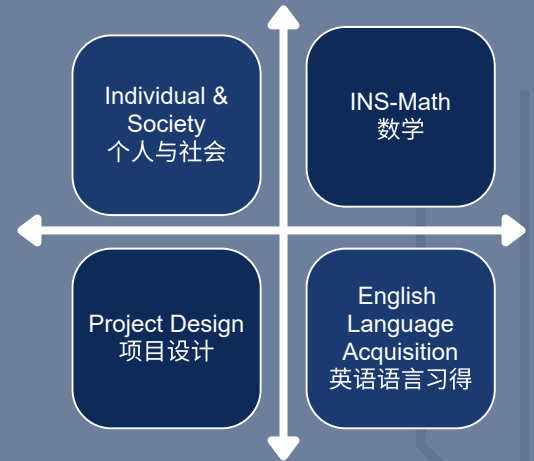 Individual &
Society
个人与社会
INS-Math
数学
Project Design
项目设计
English
Language
Acquisition
英语语言习得